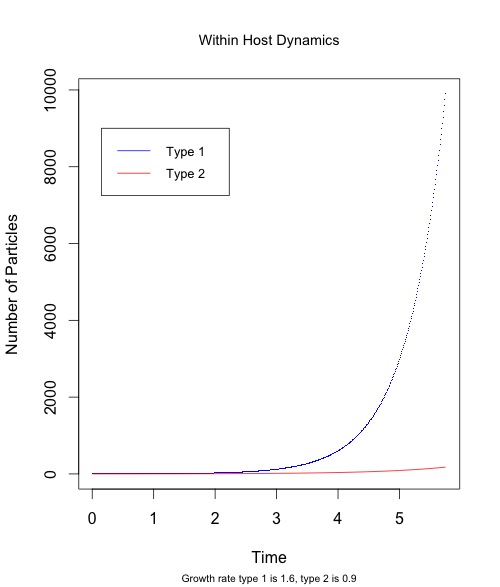 Within Host Dynamics
Number of Particles
10000
8000
6000
4000
2000
0
Type 1
Type 2
0 1 2 3 4 5
Time
Growth rate type 1 is 1.6, type 2 is 0.9